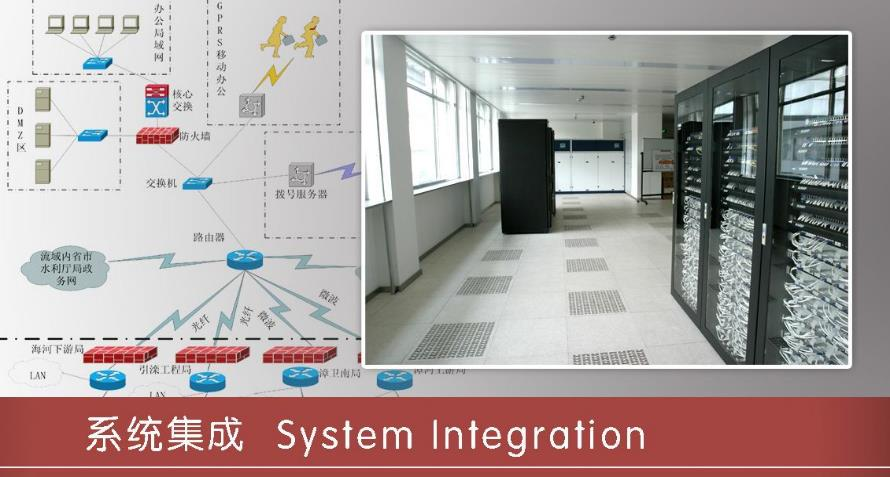 办公局域网
GPRS移动办公
DMZ区
核心
交换
防火墙
交换机
拨号服务器
路由器
流域内省市
水利厅局政
务网
光纤
光纤
微波
微波
海河下游局
引滦工程局
漳卫南局
LAN
LAN
系统集成 System Integration